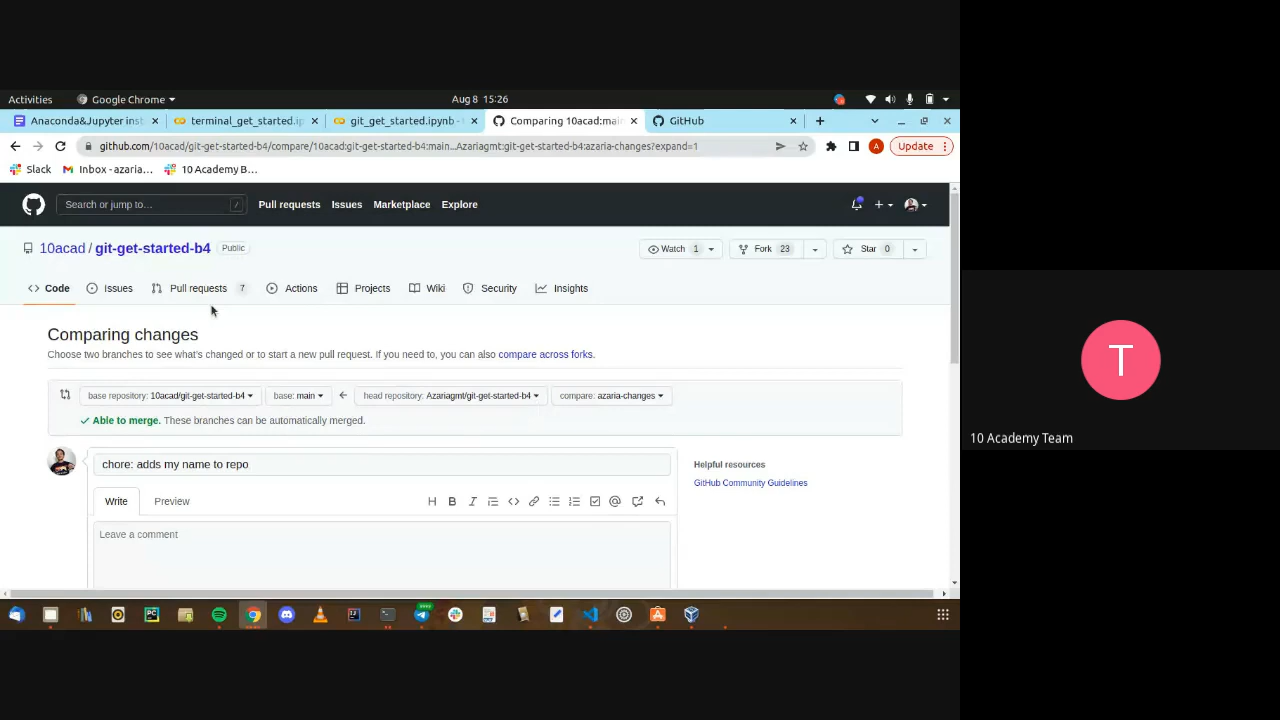 Activities Google Chrome Aug 8 15:26
Anaconda&Jupyter inst terminal_get_started.ip git_get_started.ipynb - Comparing 10acad:main GitHub
github.com/10acad/git-get-started-b4/compare/10acad:git-get-started-b4:main...Azariagmt:git-get-started-b4:azaria-changes?expand=1 A Update
Slack Inbox - azaria... 10 Academy B...
Search or jump to... / Pull requests Issues Marketplace Explore
10acad / git-get-started-b4 Public Watch 1 Fork 23 Star 0
Code Issues Pull requests 7 Actions Projects Wiki Security Insights
Comparing changes
Choose two branches to see what's changed or to start a new pull request. If you need to, you can also compare across forks.
base repository: 10acad/git-get-started-b4 base: main head repository: Azariagmt/git-get-started-b4 compare: azaria-changes
Able to merge. These branches can be automatically merged.
chore: adds my name to repo
Helpful resources
GitHub Community Guidelines
Write Preview
Leave a comment
T
10 Academy Team